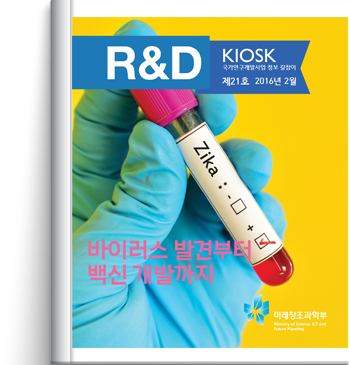 R&D
KIOSK
국가연구개발사업 정보 길잡이
제21호 2016년 2월
Zika : - □
+ ☑
바이러스 발견부터
백신 개발까지
미래창조과학부
Ministry of Science, ICT and
Future Planning